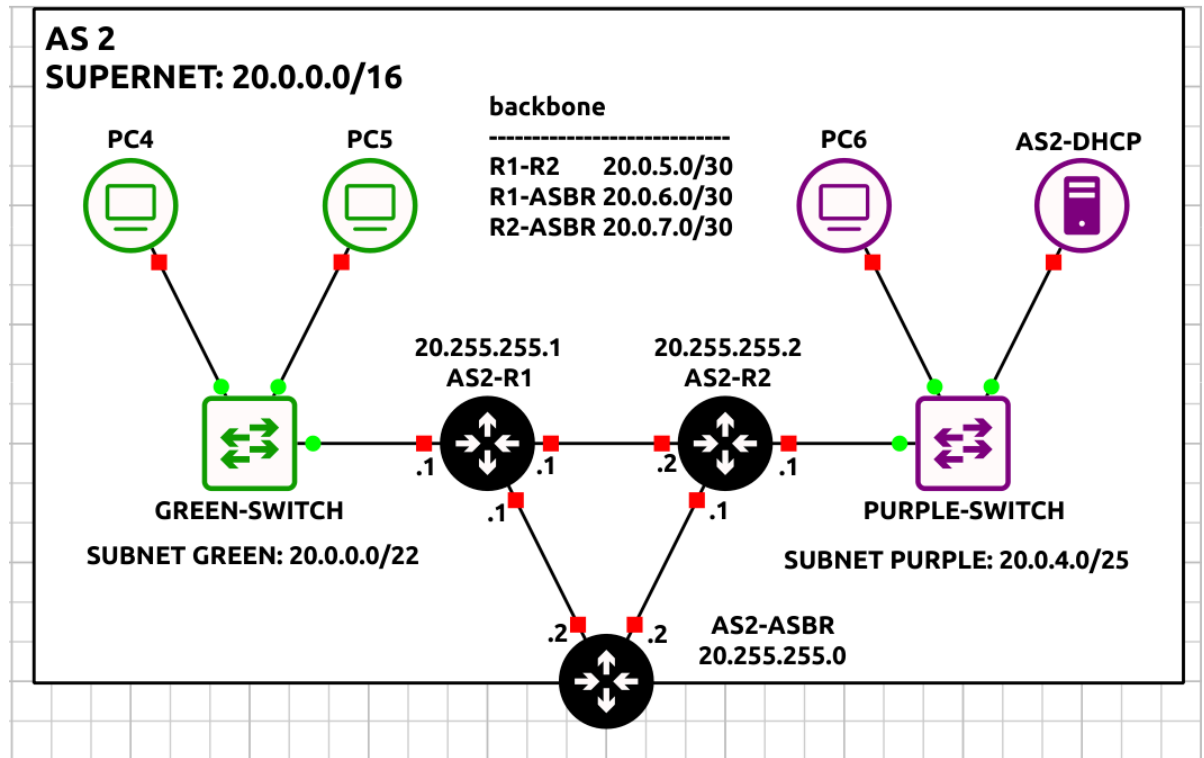 AS 2
SUPERNET: 20.0.0.0/16
backbone
----------------------------
R1-R2 20.0.5.0/30
R1-ASBR 20.0.6.0/30
R2-ASBR 20.0.7.0/30
PC4
PC5
PC6
AS2-DHCP
20.255.255.1
AS2-R1
20.255.255.2
AS2-R2
.1
.1
.2
.1
.1
.1
GREEN-SWITCH
PURPLE-SWITCH
SUBNET GREEN: 20.0.0.0/22
SUBNET PURPLE: 20.0.4.0/25
.2
.2
AS2-ASBR
20.255.255.0